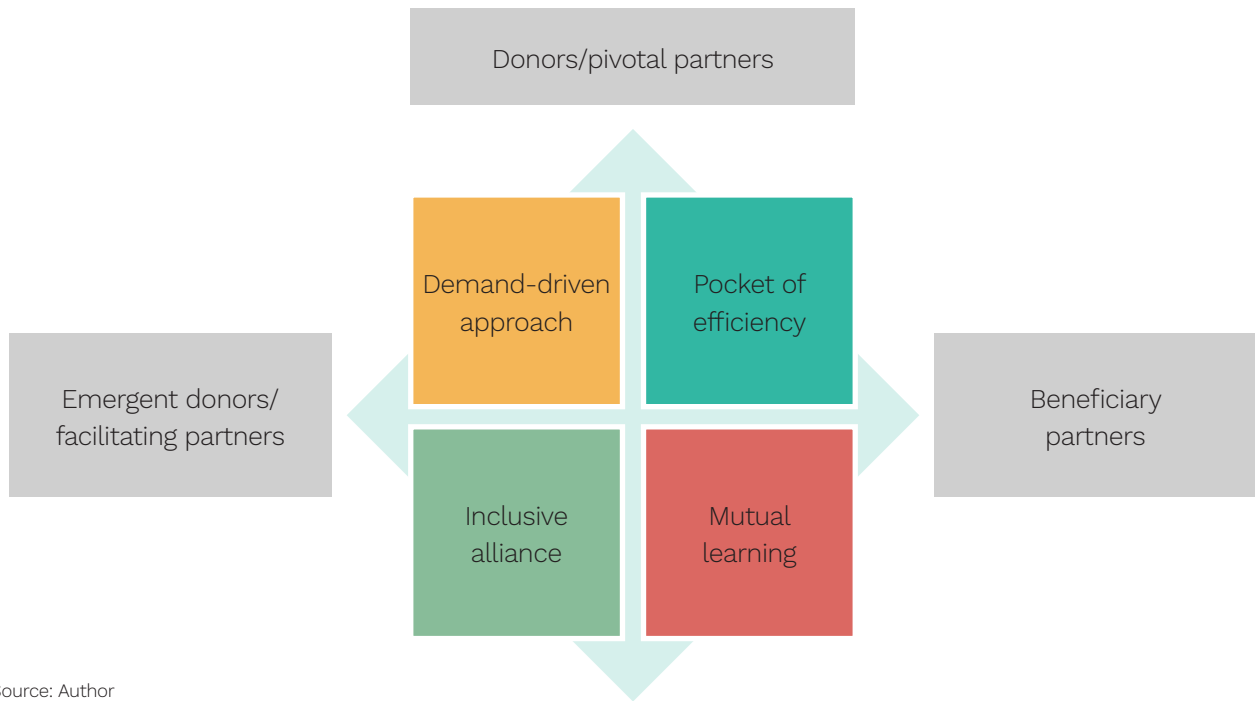 Donors/pivotal partners
Demand-driven
approach
Pocket of
efficiency
Emergent donors/
facilitating partners
Beneficiary
partners
Inclusive
alliance
Mutual
learning
Source: Author